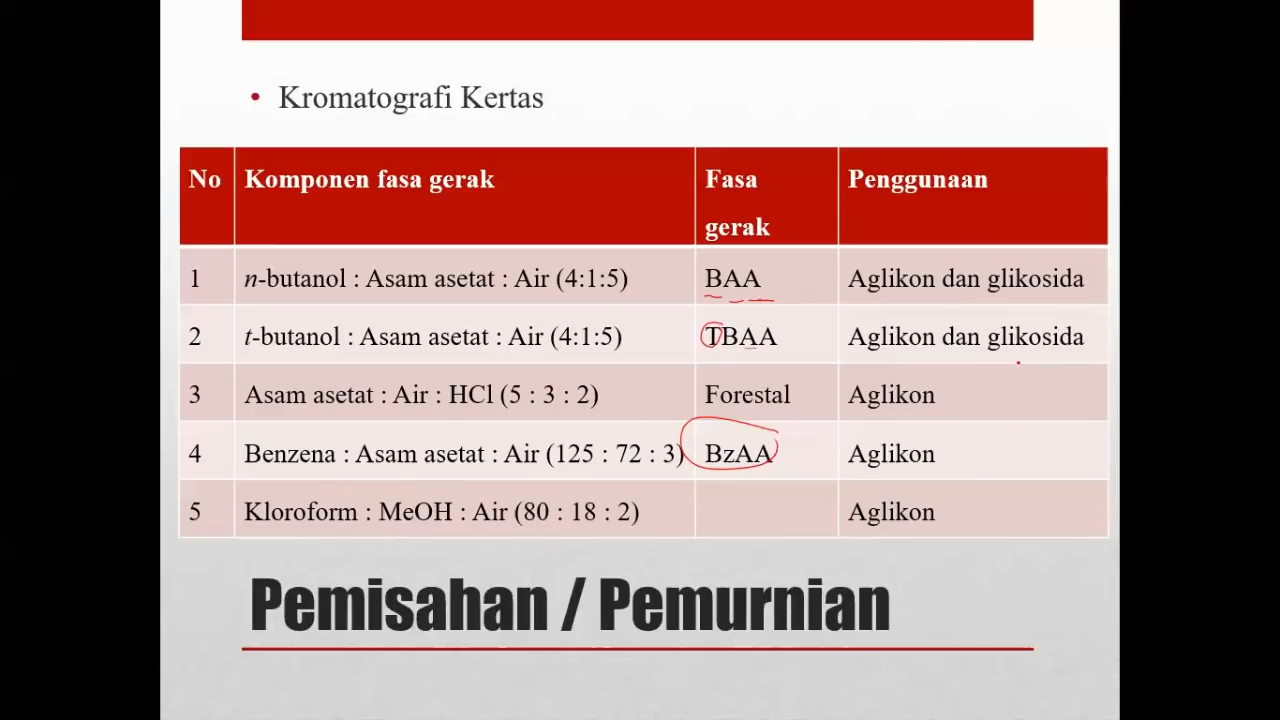 • Kromatografi Kertas
No Komponen fasa gerak Fasa gerak Penggunaan
1 n-butanol : Asam asetat : Air (4:1:5) BAA Aglikon dan glikosida
2 t-butanol : Asam asetat : Air (4:1:5) TBAA Aglikon dan glikosida
3 Asam asetat : Air : HCl (5 : 3 : 2) Forestal Aglikon
4 Benzena : Asam asetat : Air (125 : 72 : 3) BzAA Aglikon
5 Kloroform : MeOH : Air (80 : 18 : 2) Aglikon
Pemisahan / Pemurnian